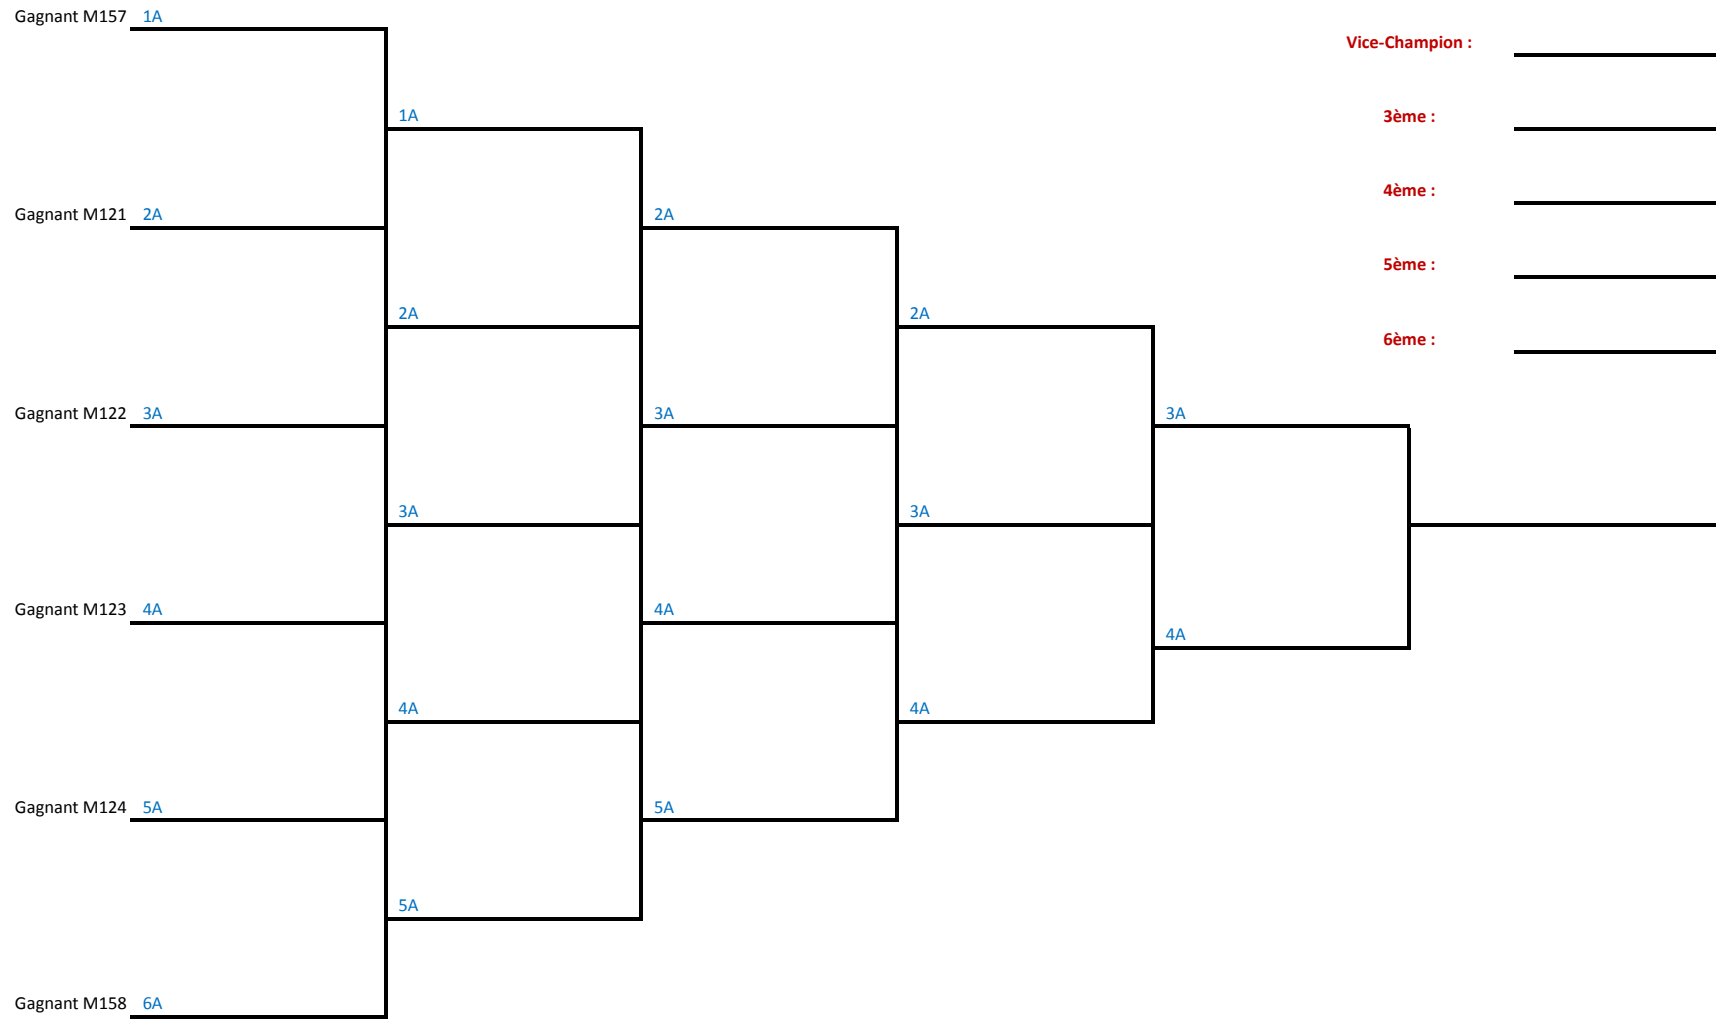 Gagnant M157 1A
Vice-Champion :
1A
3ème :
4ème :
Gagnant M121 2A
2A
5ème :
2A
2A
6ème :
Gagnant M122 3A
3A
3A
3A
3A
Gagnant M123 4A
4A
4A
4A
4A
Gagnant M124 5A
5A
5A
Gagnant M158 6A